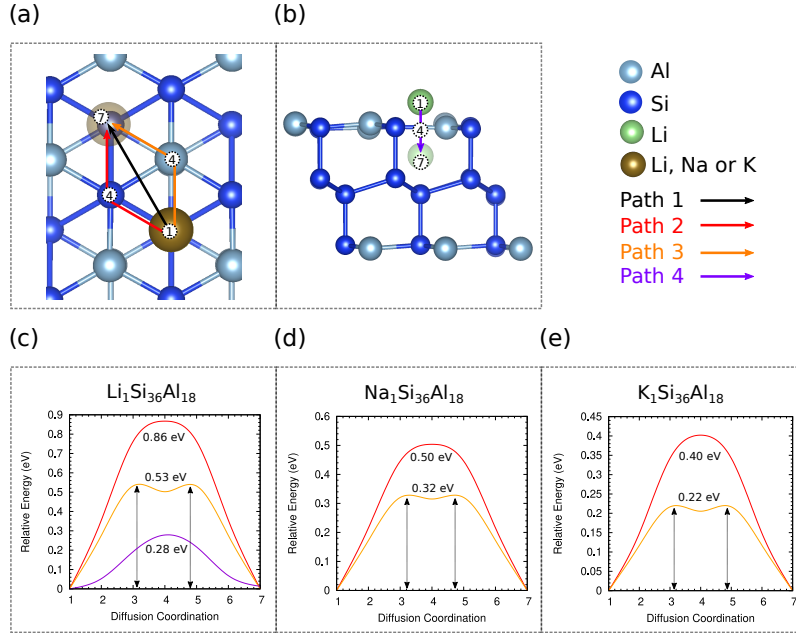 (a)
7
4
4
1
(b)
1
4
7
Al
Si
Li
Li, Na or K
Path 1
Path 2
Path 3
Path 4
(c)
Li1Si36Al18
Relative Energy (eV)
0.9
0.8
0.7
0.6
0.5
0.4
0.3
0.2
0.1
0
0.86 eV
0.53 eV
0.28 eV
1 2 3 4 5 6 7
Diffusion Coordination
(d)
Na1Si36Al18
Relative Energy (eV)
0.6
0.5
0.4
0.3
0.2
0.1
0
0.50 eV
0.32 eV
1 2 3 4 5 6 7
Diffusion Coordination
(e)
K1Si36Al18
Relative Energy (eV)
0.45
0.4
0.35
0.3
0.25
0.2
0.15
0.1
0.05
0
0.40 eV
0.22 eV
1 2 3 4 5 6 7
Diffusion Coordination